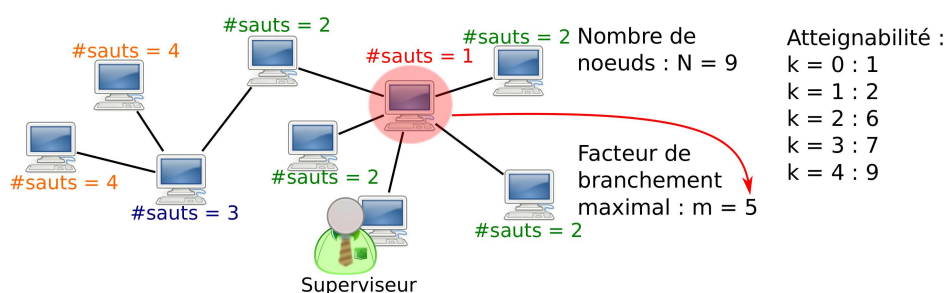 #sauts = 2
#sauts = 4
#sauts = 1
#sauts = 2
#sauts = 4
#sauts = 3
#sauts = 2
#sauts = 2
Superviseur
Nombre de
noeuds : N = 9
Facteur de
branchement
maximal : m = 5
Atteignabilité :
k = 0 : 1
k = 1 : 2
k = 2 : 6
k = 3 : 7
k = 4 : 9